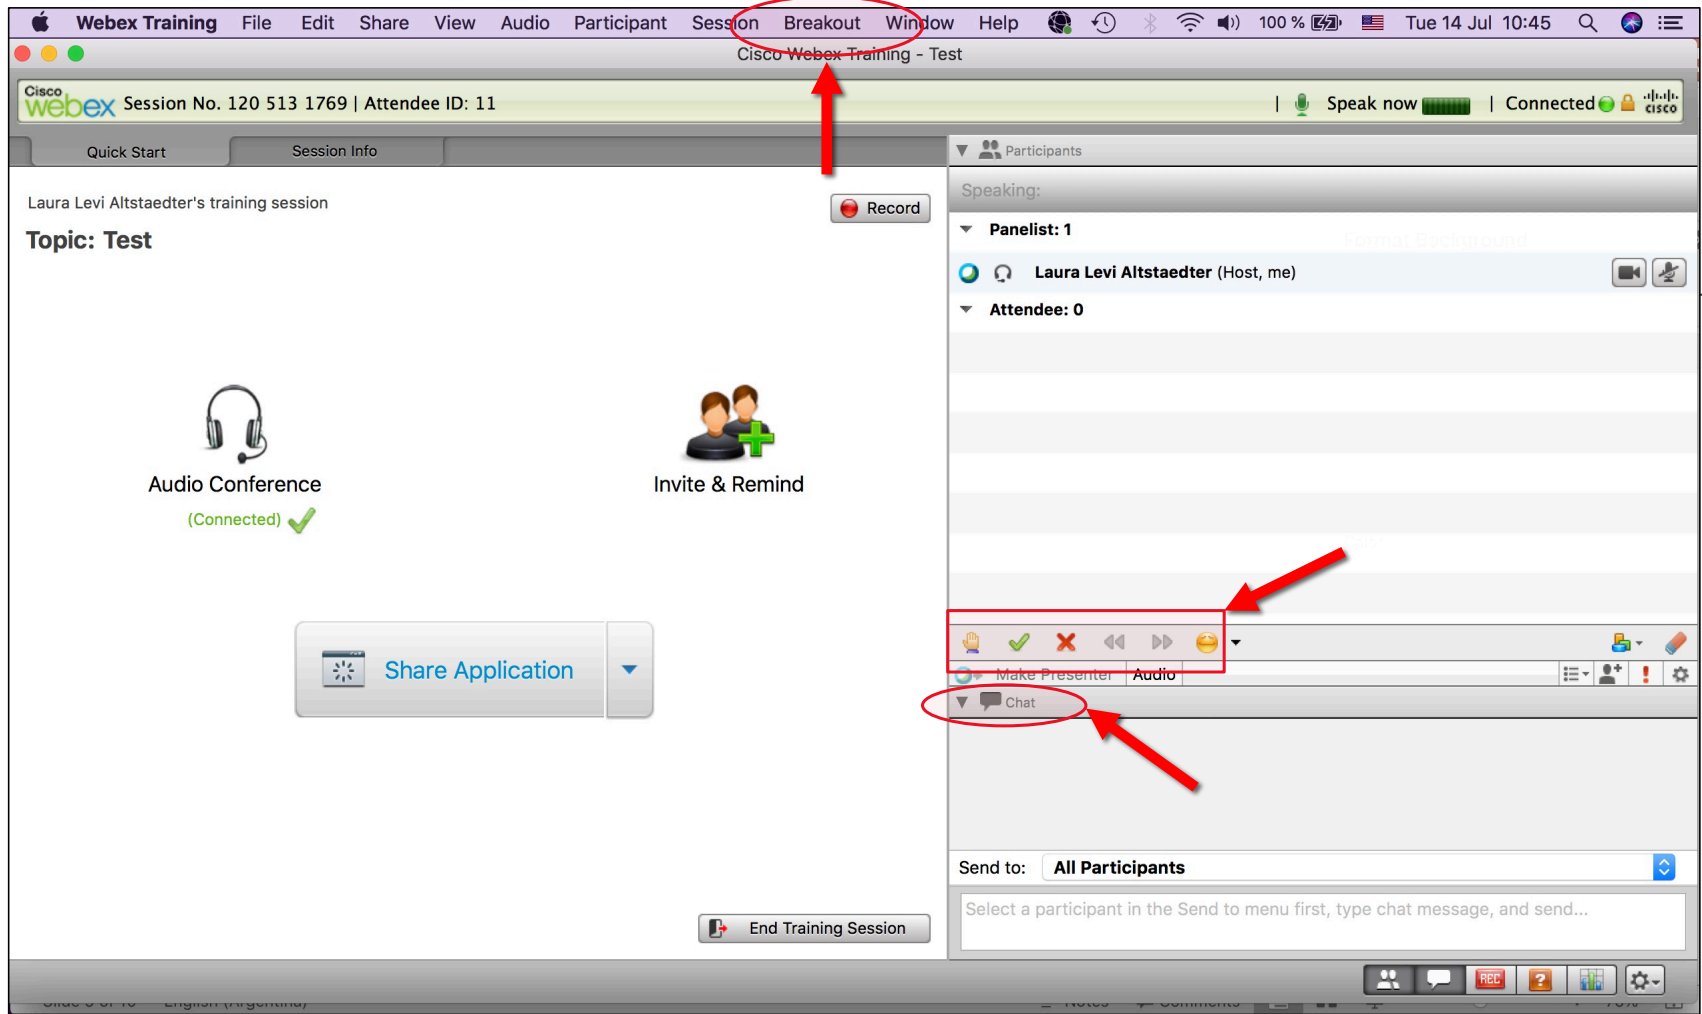 Webex Training File Edit Share View Audio Participant Session Breakout Window Help 100 % Tue 14 Jul 10:45
Cisco Webex Training - Test
Cisco webex Session No. 120 513 1769 | Attendee ID: 11 | Speak now | Connected cisco
Quick Start Session Info
Participants
Speaking:
Laura Levi Altstaedter's training session
Record
Topic: Test
Panelist: 1
Laura Levi Altstaedter (Host, me)
Attendee: 0
Audio Conference
(Connected)
Invite & Remind
Share Application
Make Presenter Audio
Chat
Send to: All Participants
Select a participant in the Send to menu first, type chat message, and send...
End Training Session
REC
Notes Comments